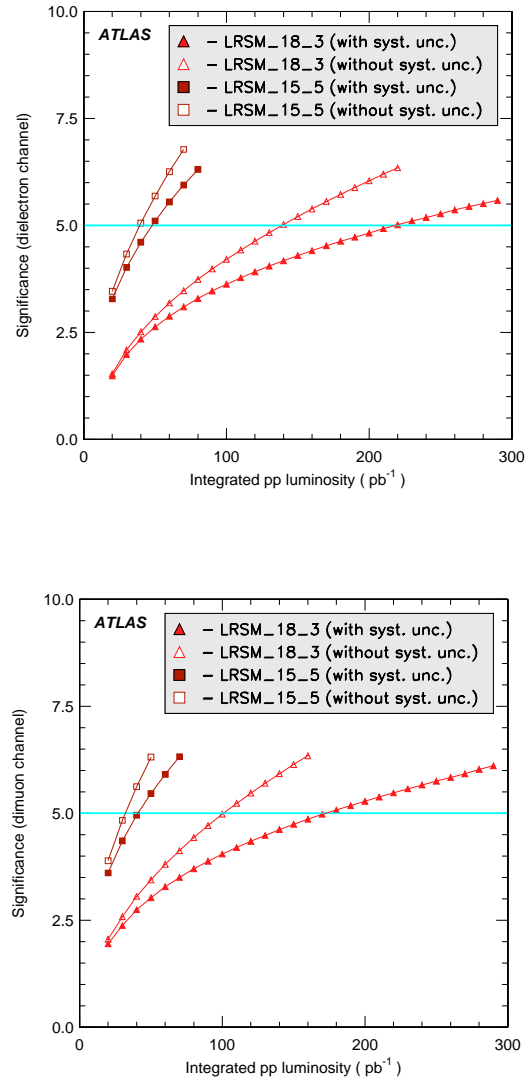 10.0
ATLAS
– LRSM_18_3 (with syst. unc.)
– LRSM_18_3 (without syst. unc.)
– LRSM_15_5 (with syst. unc.)
– LRSM_15_5 (without syst. unc.)
7.5
5.0
2.5
0.0
Significance (dielectron channel)
0 100 200 300
Integrated pp luminosity ( pb⁻¹ )
10.0
ATLAS
– LRSM_18_3 (with syst. unc.)
– LRSM_18_3 (without syst. unc.)
– LRSM_15_5 (with syst. unc.)
– LRSM_15_5 (without syst. unc.)
7.5
5.0
2.5
0.0
Significance (dimuon channel)
0 100 200 300
Integrated pp luminosity ( pb⁻¹ )